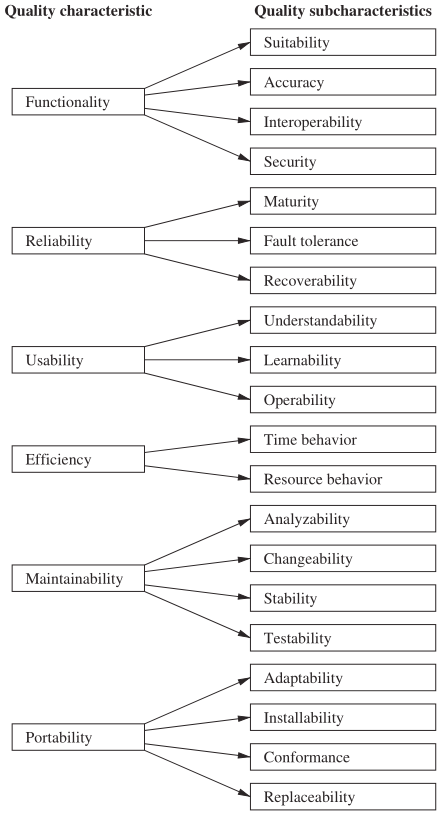 Quality characteristic
Quality subcharacteristics
Functionality
Suitability
Accuracy
Interoperability
Security
Reliability
Maturity
Fault tolerance
Recoverability
Usability
Understandability
Learnability
Operability
Efficiency
Time behavior
Resource behavior
Maintainability
Analyzability
Changeability
Stability
Testability
Portability
Adaptability
Installability
Conformance
Replaceability